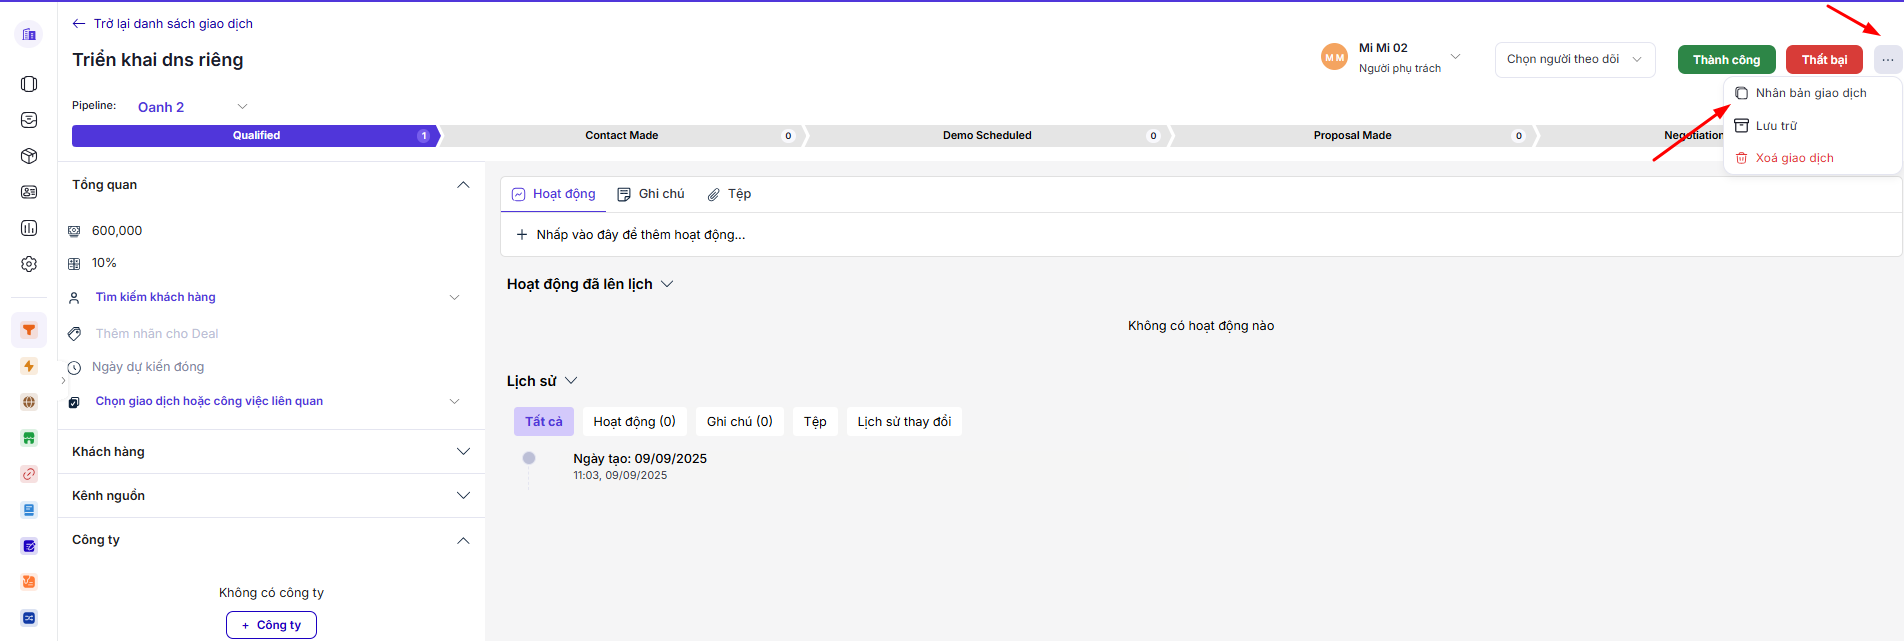 Trở lại danh sách giao dịch
Triển khai dns riêng
MM
Mi Mi 02
Người phụ trách
Chọn người theo dõi
Thành công
Thất bại
Nhân bản giao dịch
Lưu trữ
Xoá giao dịch
Pipeline:
Oanh 2
Qualified 1
Contact Made 0
Demo Scheduled 0
Proposal Made 0
Negotiation
Tổng quan
600,000
10%
Tìm kiếm khách hàng
Thêm nhãn cho Deal
Ngày dự kiến đóng
Chọn giao dịch hoặc công việc liên quan
Khách hàng
Kênh nguồn
Công ty
Không có công ty
+ Công ty
Hoạt động
Ghi chú
Tệp
+ Nhấp vào đây để thêm hoạt động...
Hoạt động đã lên lịch
Không có hoạt động nào
Lịch sử
Tất cả
Hoạt động (0)
Ghi chú (0)
Tệp
Lịch sử thay đổi
Ngày tạo: 09/09/2025
11:03, 09/09/2025